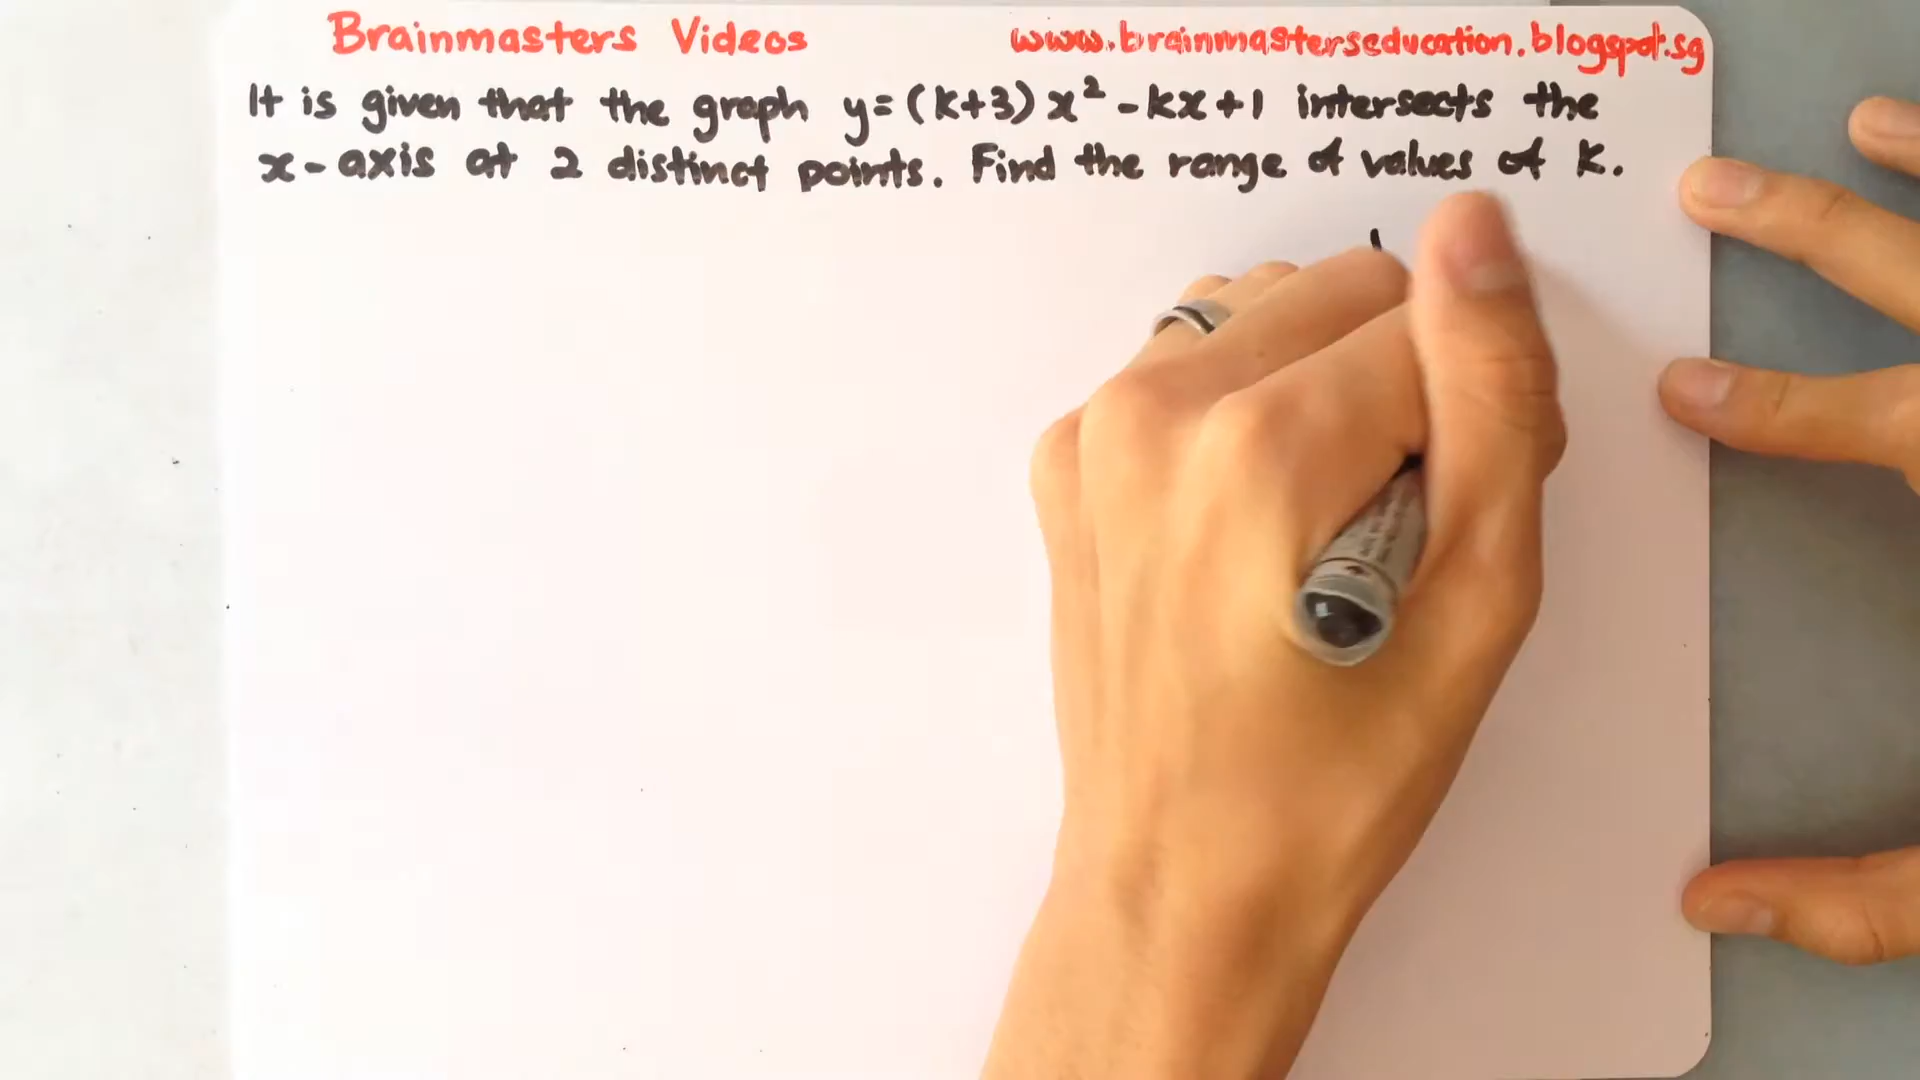 Brainmasters Videos www.brainmasterseducation.blogspot.sg
It is given that the graph y=(k+3)x²-kx+1 intersects the
x-axis at 2 distinct points. Find the range of values of k.